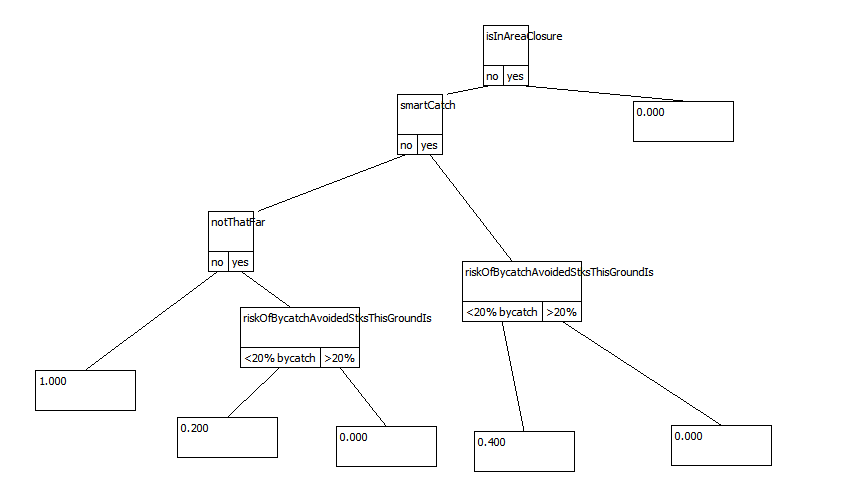 isInAreaClosure
no yes
smartCatch
0.000
no yes
notThatFar
no yes
riskOfBycatchAvoidedStksThisGroundIs
<20% bycatch >20%
riskOfBycatchAvoidedStksThisGroundIs
<20% bycatch >20%
1.000
0.200
0.000
0.400
0.000